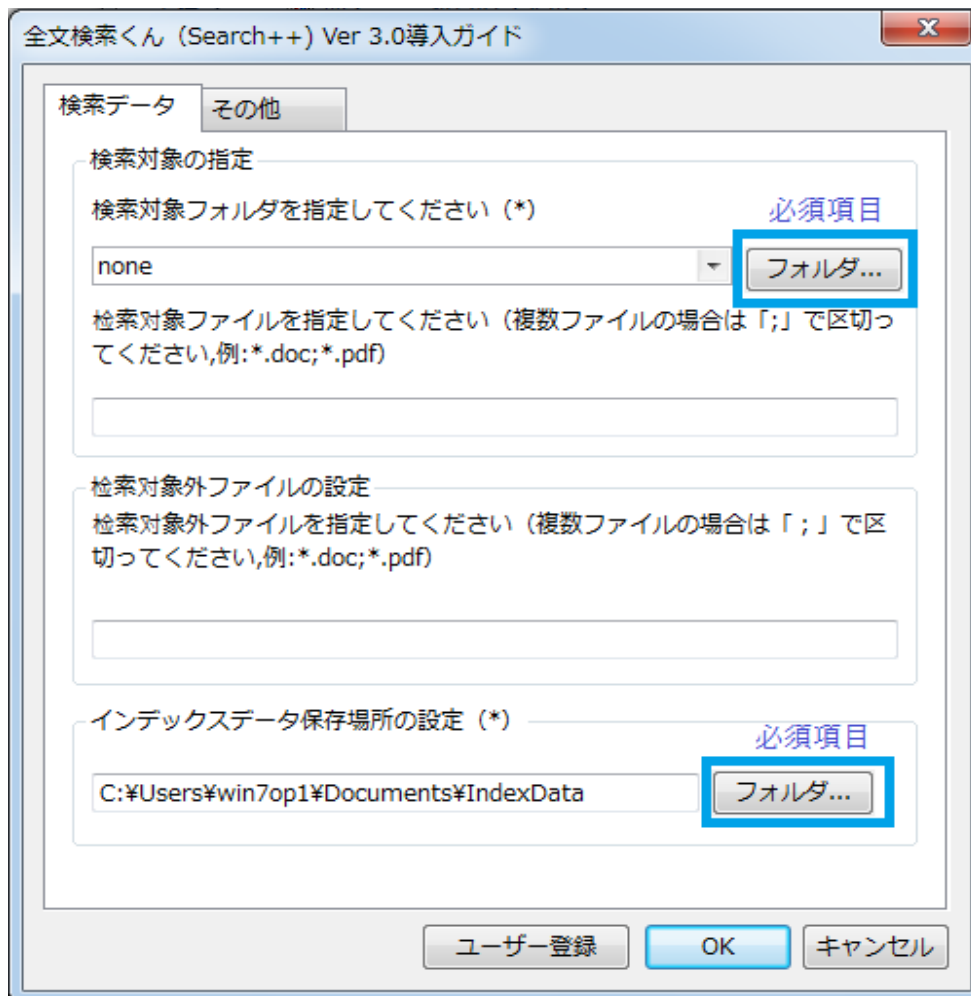 全文検索くん（Search++) Ver 3.0導入ガイド
検索データ
その他
検索対象の指定
検索対象フォルダを指定してください（*）
必須項目
none
フォルダ...
检索対象ファイルを指定してください（複数ファイルの場合は「;」で区切っ
てください,例:*.doc;*.pdf）
检索対象外ファイルの設定
検索対象外ファイルを指定してください（複数ファイルの場合は「；」で区
切ってください,例:*.doc;*.pdf）
インデックスデータ保存場所の設定（*）
必須項目
C:¥Users¥win7op1¥Documents¥IndexData
フォルダ...
ユーザー登録
OK
キャンセル